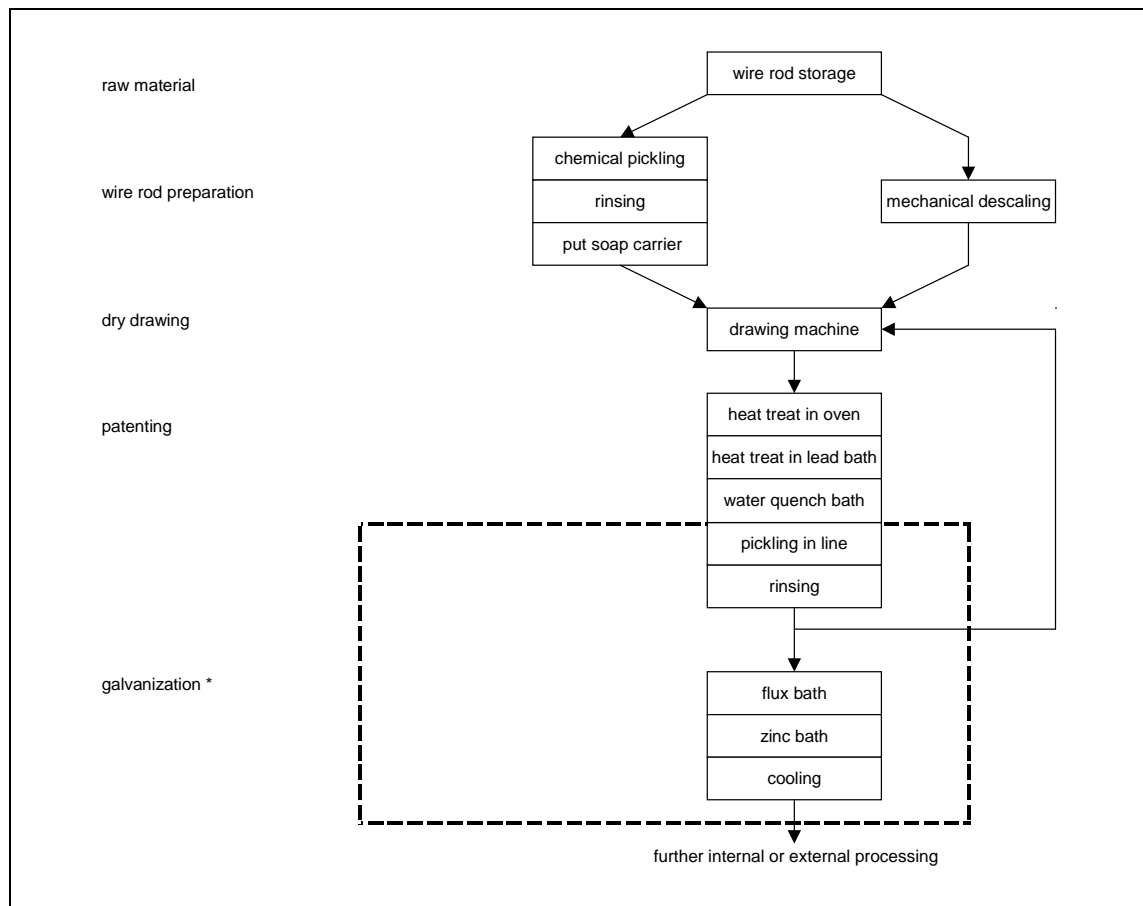 raw material
wire rod storage
chemical pickling
wire rod preparation
rinsing
mechanical descaling
put soap carrier
dry drawing
drawing machine
patenting
heat treat in oven
heat treat in lead bath
water quench bath
pickling in line
rinsing
galvanization *
flux bath
zinc bath
cooling
further internal or external processing